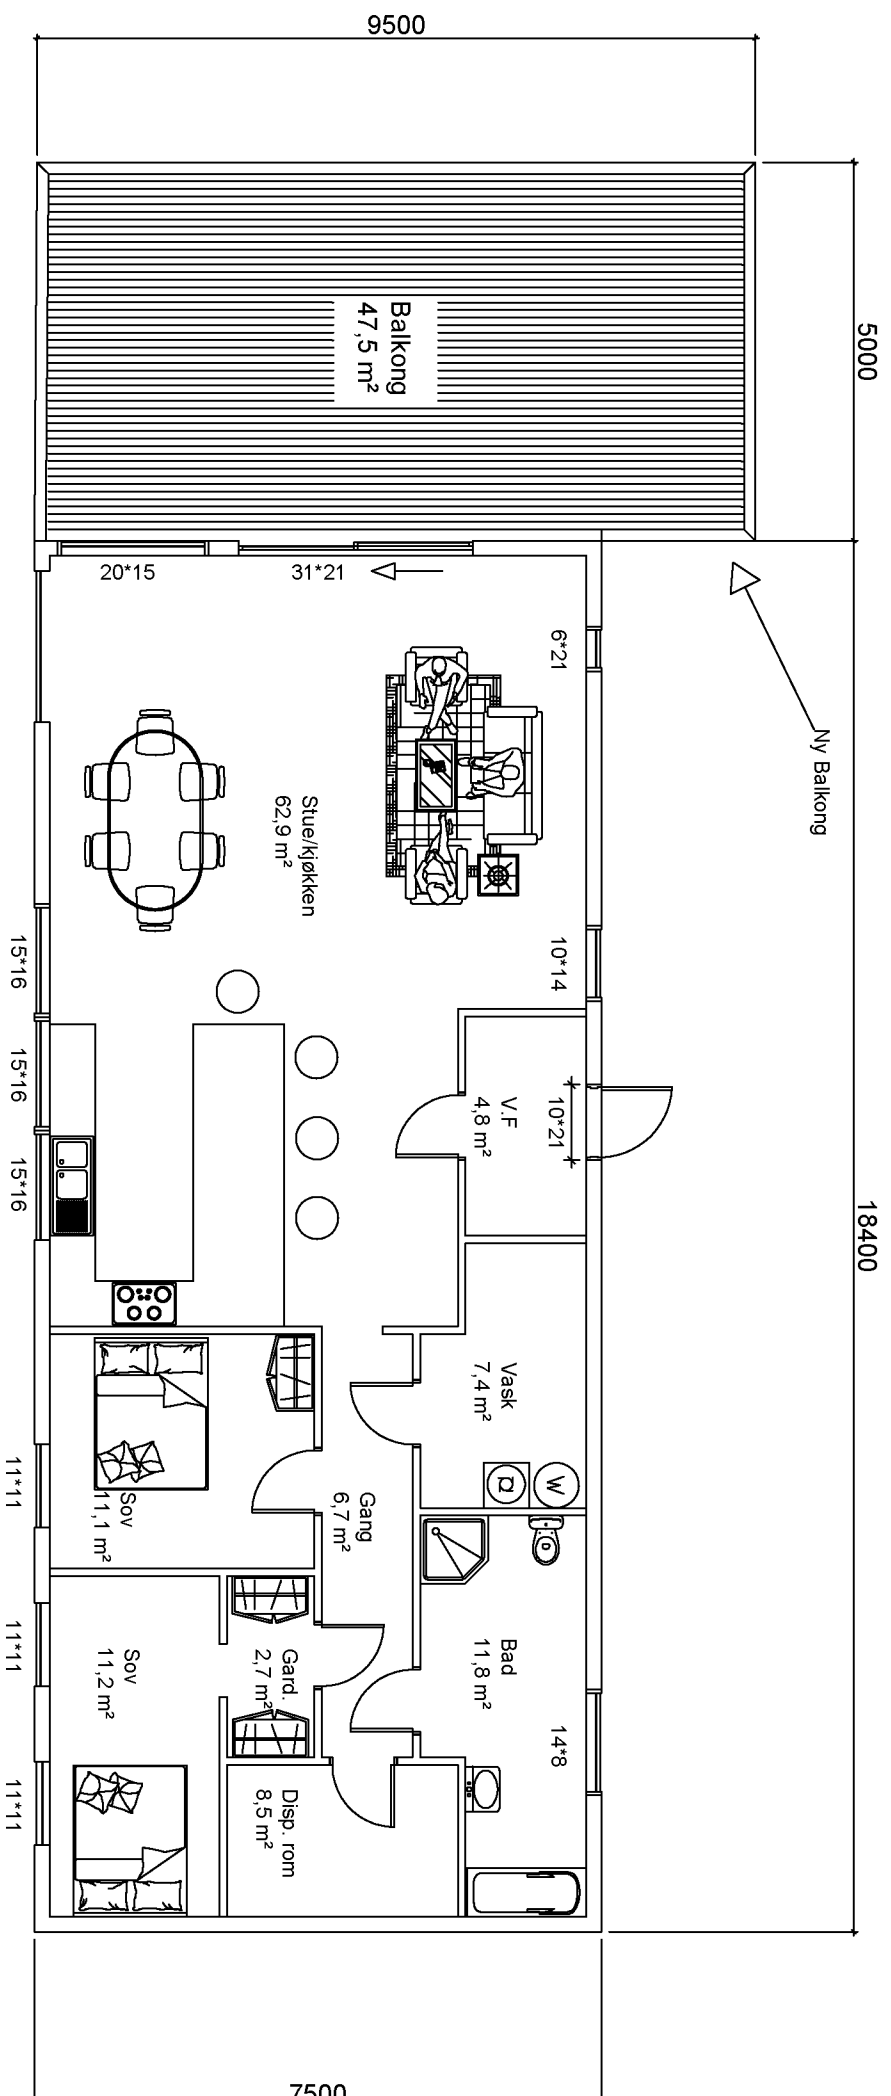 9500
5000
Balkong
47,5 m²
20*15
31*21
6*21
Ny Balkong
Stue/kjøkken
62,9 m²
15*16
10*14
15*16
V.F
4,8 m²
10*21
15*16
18400
Vask
7,4 m²
W
D
11*11
Sov
11,1 m²
Gang
6,7 m²
11*11
Sov
11,2 m²
Gard.
2,7 m²
Bad
11,8 m²
14*8
11*11
Disp. rom
8,5 m²
7500